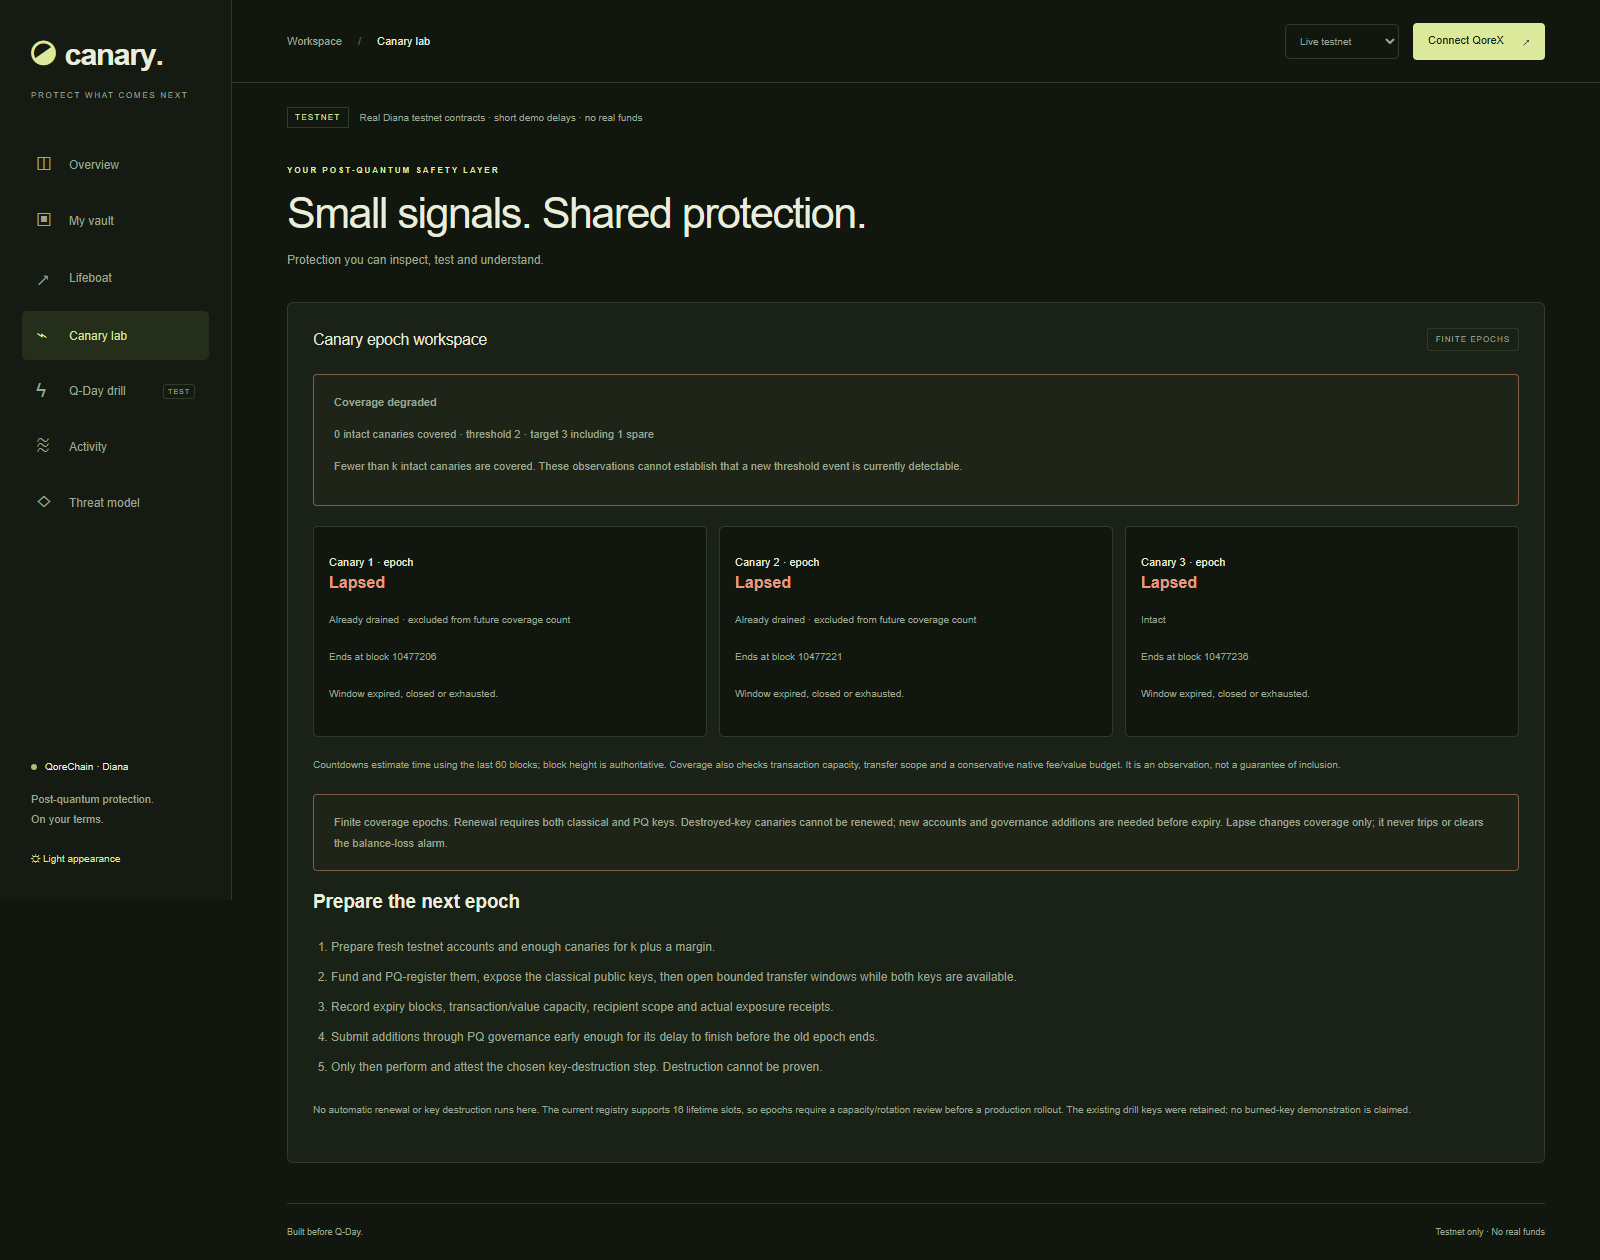 canary.
PROTECT WHAT COMES NEXT
Overview
My vault
Lifeboat
Canary lab
Q-Day drill TEST
Activity
Threat model
QoreChain · Diana
Post-quantum protection.
On your terms.
Light appearance
Workspace / Canary lab
Live testnet
Connect QoreX ↗
TESTNET Real Diana testnet contracts · short demo delays · no real funds
YOUR POST-QUANTUM SAFETY LAYER
Small signals. Shared protection.
Protection you can inspect, test and understand.
Canary epoch workspace
FINITE EPOCHS
Coverage degraded
0 intact canaries covered · threshold 2 · target 3 including 1 spare
Fewer than k intact canaries are covered. These observations cannot establish that a new threshold event is currently detectable.
Canary 1 · epoch
Lapsed
Already drained · excluded from future coverage count
Ends at block 10477206
Window expired, closed or exhausted.
Canary 2 · epoch
Lapsed
Already drained · excluded from future coverage count
Ends at block 10477221
Window expired, closed or exhausted.
Canary 3 · epoch
Lapsed
Intact
Ends at block 10477236
Window expired, closed or exhausted.
Countdowns estimate time using the last 60 blocks; block height is authoritative. Coverage also checks transaction capacity, transfer scope and a conservative native fee/value budget. It is an observation, not a guarantee of inclusion.
Finite coverage epochs. Renewal requires both classical and PQ keys. Destroyed-key canaries cannot be renewed; new accounts and governance additions are needed before expiry. Lapse changes coverage only; it never trips or clears
the balance-loss alarm.
Prepare the next epoch
1. Prepare fresh testnet accounts and enough canaries for k plus a margin.
2. Fund and PQ-register them, expose the classical public keys, then open bounded transfer windows while both keys are available.
3. Record expiry blocks, transaction/value capacity, recipient scope and actual exposure receipts.
4. Submit additions through PQ governance early enough for its delay to finish before the old epoch ends.
5. Only then perform and attest the chosen key-destruction step. Destruction cannot be proven.
No automatic renewal or key destruction runs here. The current registry supports 16 lifetime slots, so epochs require a capacity/rotation review before a production rollout. The existing drill keys were retained; no burned-key demonstration is claimed.
Built before Q-Day.
Testnet only · No real funds